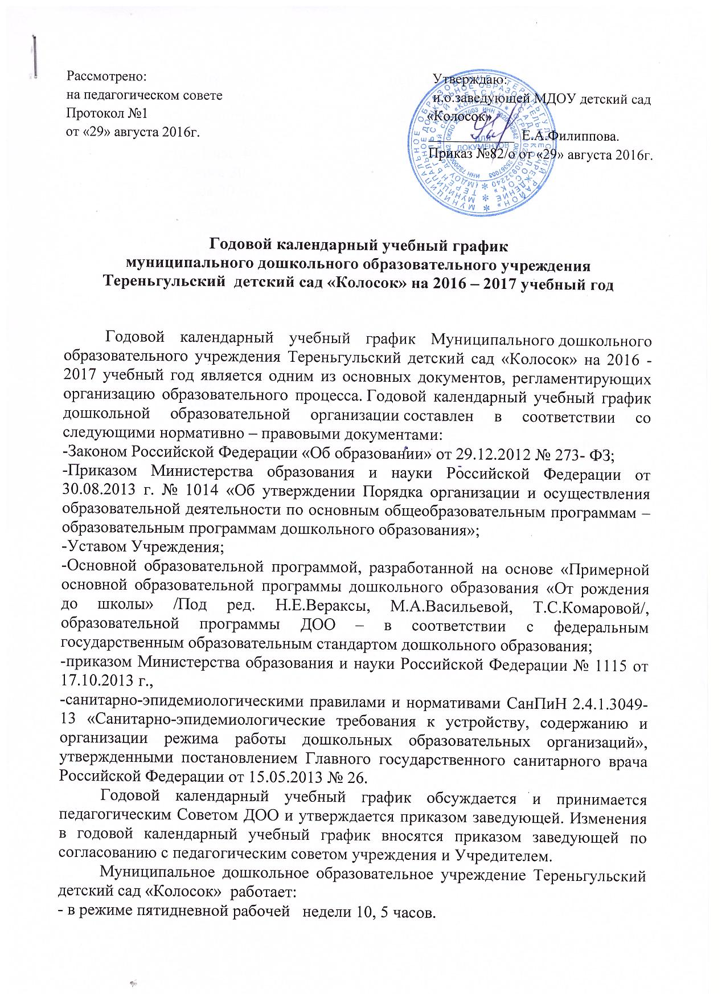 Рассмотрено:
на педагогическом совете
Протокол №1
от «29» августа 2016г.
Утверждаю:
и.о.заведующей МДОУ детский сад
«Колосок»
Е.А.Филиппова.
Приказ №82/о от «29» августа 2016г.
ДЛЯ
ДОКУМЕНТОВ
Годовой календарный учебный график
муниципального дошкольного образовательного учреждения
Тереньгульский детский сад «Колосок» на 2016 – 2017 учебный год
Годовой календарный учебный график Муниципального дошкольного
образовательного учреждения Тереньгульский детский сад «Колосок» на 2016 -
2017 учебный год является одним из основных документов, регламентирующих
организацию образовательного процесса. Годовой календарный учебный график
дошкольной образовательной организации составлен в соответствии со
следующими нормативно – правовыми документами:
-Законом Российской Федерации «Об образовании» от 29.12.2012 № 273- ФЗ;
-Приказом Министерства образования и науки Российской Федерации от
30.08.2013 г. № 1014 «Об утверждении Порядка организации и осуществления
образовательной деятельности по основным общеобразовательным программам –
образовательным программам дошкольного образования»;
-Уставом Учреждения;
-Основной образовательной программой, разработанной на основе «Примерной
основной образовательной программы дошкольного образования «От рождения
до школы» /Под ред. Н.Е.Вераксы, М.А.Васильевой, Т.С.Комаровой/,
образовательной программы ДОО – в соответствии с федеральным
государственным образовательным стандартом дошкольного образования;
-приказом Министерства образования и науки Российской Федерации № 1115 от
17.10.2013 г.,
-санитарно-эпидемиологическими правилами и нормативами СанПиН 2.4.1.3049-
13 «Санитарно-эпидемиологические требования к устройству, содержанию и
организации режима работы дошкольных образовательных организаций»,
утвержденными постановлением Главного государственного санитарного врача
Российской Федерации от 15.05.2013 № 26.
Годовой календарный учебный график обсуждается и принимается
педагогическим Советом ДОО и утверждается приказом заведующей. Изменения
в годовой календарный учебный график вносятся приказом заведующей по
согласованию с педагогическим советом учреждения и Учредителем.
Муниципальное дошкольное образовательное учреждение Тереньгульский
детский сад «Колосок» работает:
- в режиме пятидневной рабочей недели 10, 5 часов.